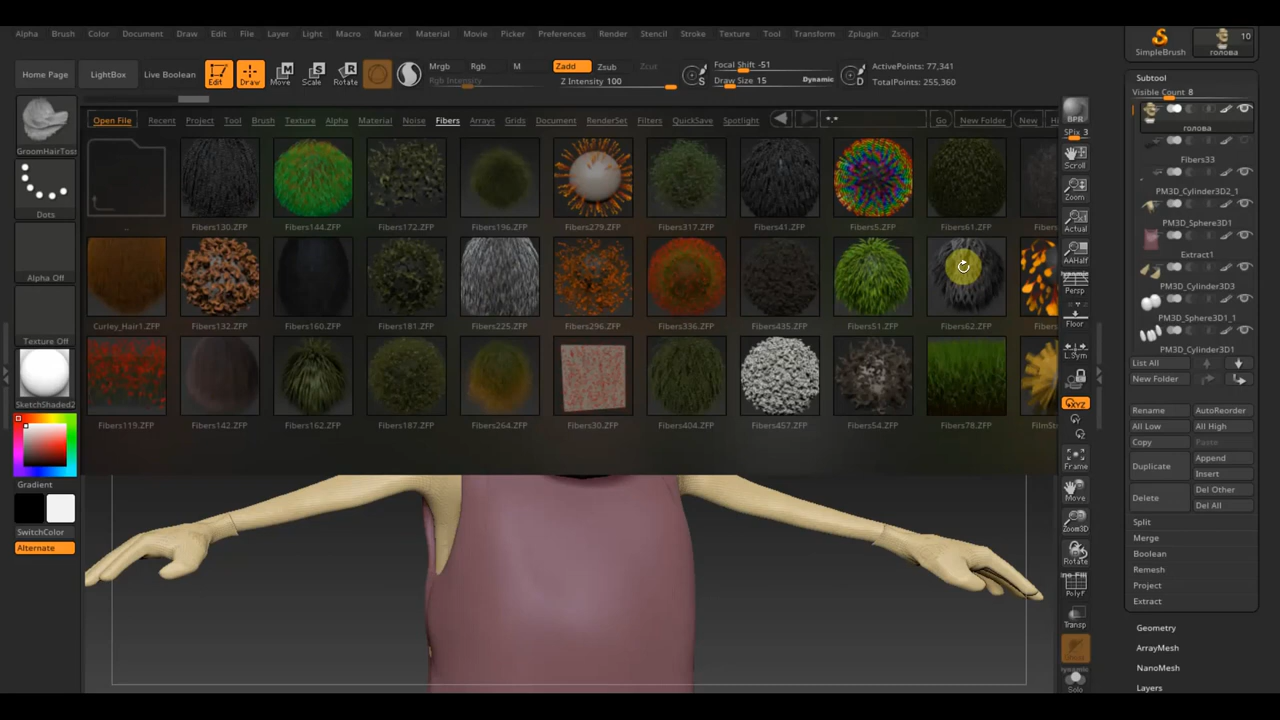 Alpha Brush Color Document Draw Edit File Layer Light Macro Marker Material Movie Picker Preferences Render Stencil Stroke Texture Tool Transform Zplugin Zscript
Home Page
LightBox
Live Boolean
Edit
Draw
Move
Scale
Rotate
Mrgb Rgb M
Rgb Intensity
Zadd Zsub Zcut
Z Intensity 100
S
Focal Shift -51
Draw Size 15 Dynamic
D
ActivePoints: 77,341
TotalPoints: 255,360
SimpleBrush
10
голова
Open File Recent Project Tool Brush Texture Alpha Material Noise Fibers Arrays Grids Document RenderSet Filters QuickSave Spotlight Go New Folder New
..
Fibers130.ZFP
Fibers144.ZFP
Fibers172.ZFP
Fibers196.ZFP
Fibers279.ZFP
Fibers317.ZFP
Fibers41.ZFP
Fibers5.ZFP
Fibers61.ZFP
Curley_Hair1.ZFP
Fibers132.ZFP
Fibers160.ZFP
Fibers181.ZFP
Fibers225.ZFP
Fibers296.ZFP
Fibers336.ZFP
Fibers435.ZFP
Fibers51.ZFP
Fibers62.ZFP
Fibers119.ZFP
Fibers142.ZFP
Fibers162.ZFP
Fibers187.ZFP
Fibers264.ZFP
Fibers30.ZFP
Fibers404.ZFP
Fibers457.ZFP
Fibers54.ZFP
Fibers78.ZFP
GroomHairToss
Dots
Alpha Off
Texture Off
SketchShaded2
Gradient
SwitchColor
Alternate
BPR
SPix 3
Scroll
Zoom
Actual
AAHalf
Dynamic
Persp
Floor
L.Sym
XYZ
Y
Z
Frame
Move
Zoom3D
Rotate
PolyF
Transp
Ghost
Solo
Subtool
Visible Count 8
голова
Fibers33
PM3D_Cylinder3D2_1
PM3D_Sphere3D1
Extract1
PM3D_Cylinder3D3
PM3D_Sphere3D1_1
PM3D_Cylinder3D1
List All
New Folder
Rename AutoReorder
All Low All High
Copy Paste
Duplicate
Append
Insert
Delete
Del Other
Del All
Split
Merge
Boolean
Remesh
Project
Extract
Geometry
ArrayMesh
NanoMesh
Layers